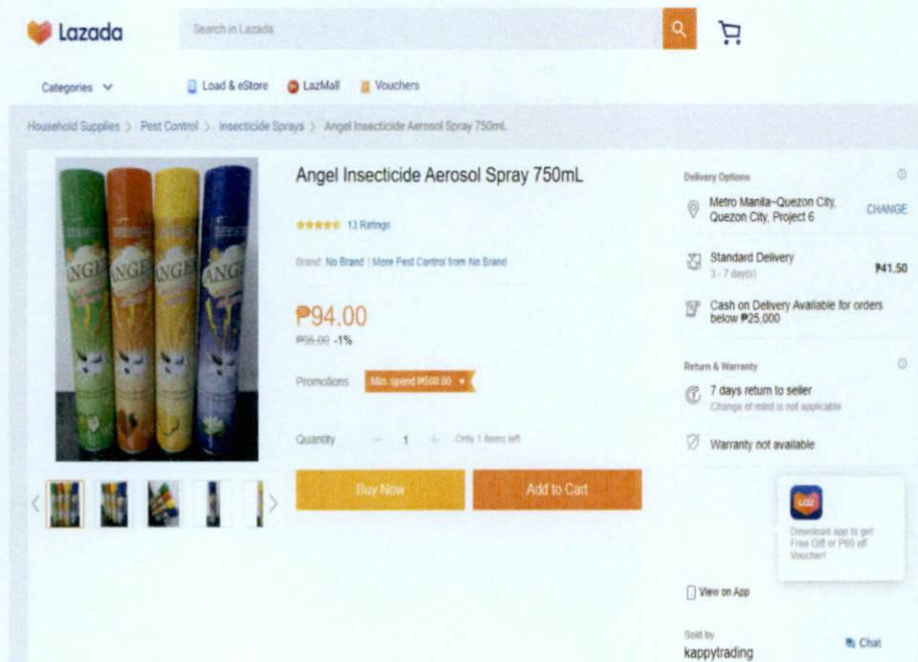 Lazada
Search in Lazada
Categories
Load & eStore
LazMall
Vouchers
Household Supplies > Pest Control > Insecticide Sprays > Angel Insecticide Aerosol Spray 750mL
ANGEL ANGEL ANGEL ANGEL
Angel Insecticide Aerosol Spray 750mL
13 Ratings
Brand: No Brand | More Pest Control from No Brand
₱94.00
₱95.00 -1%
Promotions
Min. spend ₱500.00
Quantity
- 1 + Only 1 items left
Buy Now
Add to Cart
Delivery Options
Metro Manila~Quezon City,
Quezon City, Project 6
CHANGE
Standard Delivery
3 - 7 day(s)
₱41.50
Cash on Delivery Available for orders
below ₱25,000
Return & Warranty
7 days return to seller
Change of mind is not applicable
Warranty not available
LAZ
Download app to get
Free Gift or P60 off
Voucher!
View on App
Sold by
kappytrading
Chat